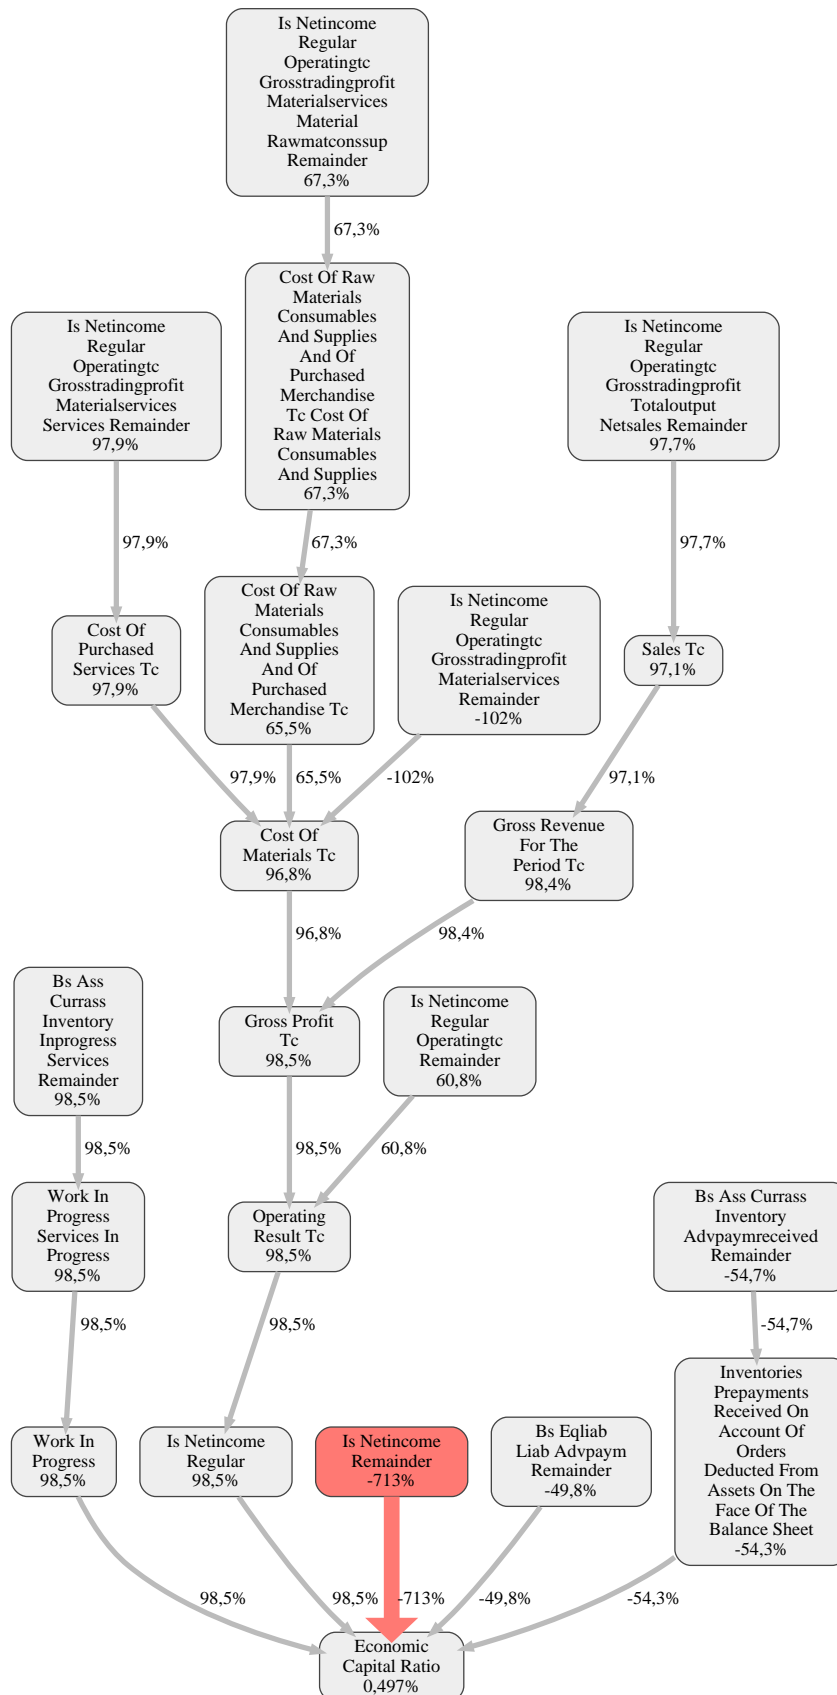 Is Netincome
Regular
Operatingtc
Grosstradingprofit
Materialservices
Material
Rawmatconssup
Remainder
67,3%
67,3%
Cost Of Raw
Materials
Consumables
And Supplies
And Of
Purchased
Merchandise
Tc Cost Of
Raw Materials
Consumables
And Supplies
67,3%
Is Netincome
Regular
Operatingtc
Grosstradingprofit
Materialservices
Services Remainder
97,9%
Is Netincome
Regular
Operatingtc
Grosstradingprofit
Totaloutput
Netsales Remainder
97,7%
97,9%
67,3%
97,7%
Cost Of
Purchased
Services Tc
97,9%
Cost Of Raw
Materials
Consumables
And Supplies
And Of
Purchased
Merchandise Tc
65,5%
Is Netincome
Regular
Operatingtc
Grosstradingprofit
Materialservices
Remainder
-102%
Sales Tc
97,1%
97,9%
65,5%
-102%
97,1%
Cost Of
Materials Tc
96,8%
Gross Revenue
For The
Period Tc
98,4%
96,8%
98,4%
Bs Ass
Currass
Inventory
Inprogress
Services
Remainder
98,5%
Gross Profit
Tc
98,5%
Is Netincome
Regular
Operatingtc
Remainder
60,8%
98,5%
98,5%
60,8%
Work In
Progress
Services In
Progress
98,5%
Operating
Result Tc
98,5%
Bs Ass Currass
Inventory
Advpaymreceived
Remainder
-54,7%
98,5%
98,5%
-54,7%
Work In
Progress
98,5%
Is Netincome
Regular
98,5%
Is Netincome
Remainder
-713%
Bs Eqliab
Liab Advpaym
Remainder
-49,8%
Inventories
Prepayments
Received On
Account Of
Orders
Deducted From
Assets On The
Face Of The
Balance Sheet
-54,3%
98,5%
98,5%
-713%
-49,8%
-54,3%
Economic
Capital Ratio
0,497%